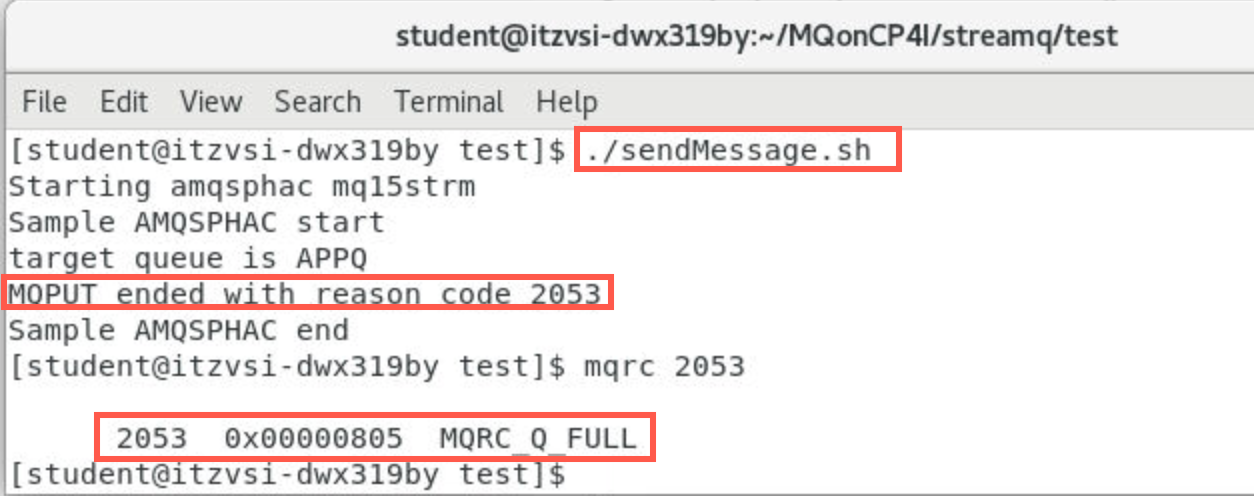 student@itzvsi-dwx319by:~/MQonCP4I/streamq/test
File Edit View Search Terminal Help
[student@itzvsi-dwx319by test]$ ./sendMessage.sh
Starting amqsphac mq15strm
Sample AMQSPHAC start
target queue is APPQ
MQPUT ended with reason code 2053
Sample AMQSPHAC end
[student@itzvsi-dwx319by test]$ mqrc 2053
2053 0x00000805 MQRC_Q_FULL
[student@itzvsi-dwx319by test]$